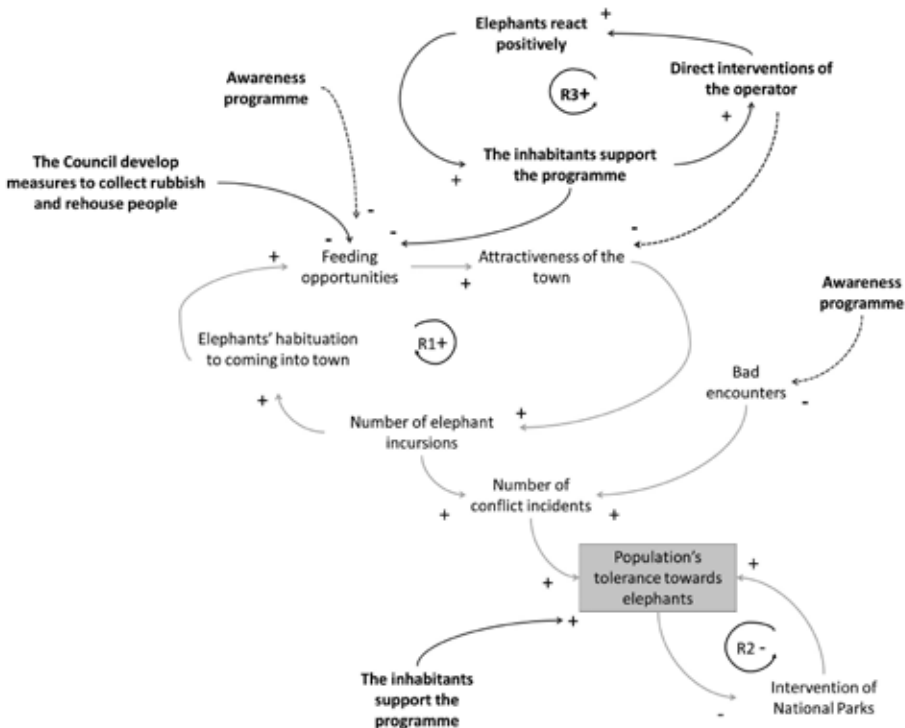 Elephants react
positively
+
Direct interventions of
the operator
R3+
+
Awareness
programme
The inhabitants support
the programme
+
The Council develop
measures to collect rubbish
and rehouse people
-
-
-
-
+
Feeding
opportunities
+
Attractiveness of the
town
Awareness
programme
Elephants' habituation
to coming into town
R1+
Bad
encounters
-
+
+
Number of elephant
incursions
Number of
conflict incidents
+
+
Population's
tolerance towards
elephants
+
+
+
R2 -
The inhabitants
support the
programme
Intervention of
National Parks
-